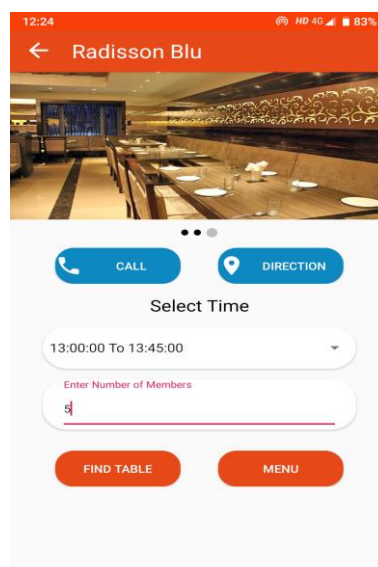 12:24 HD 4G 83%
Radisson Blu
CALL DIRECTION
Select Time
13:00:00 To 13:45:00
Enter Number of Members
5
FIND TABLE MENU